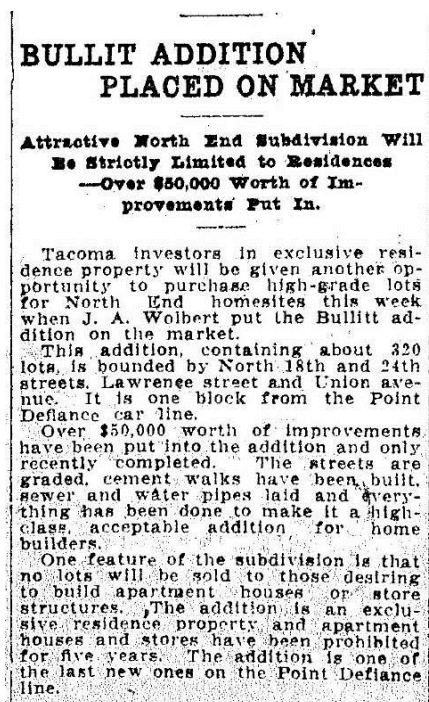 BULLIT ADDITION
PLACED ON MARKET
Attractive North End Subdivision Will
Be Strictly Limited to Residences
—Over $50,000 Worth of Im-
provements Put In.
Tacoma investors in exclusive resi-
dence property will be given another op-
portunity to purchase high-grade lots
for North End homesites this week
when J. A. Wolbert put the Bullitt ad-
dition on the market.
This addition, containing about 320
lots, is bounded by North 18th and 24th
streets, Lawrence street and Union ave-
nue. It is one block from the Point
Defiance car line.
Over $50,000 worth of improvements
have been put into the addition and only
recently completed. The streets are
graded, cement walks have been built,
sewer and water pipes laid and every-
thing has been done to make it a high-
class, acceptable addition for home
builders.
One feature of the subdivision is that
no lots will be sold to those desiring
to build apartment houses or store
structures. The addition is an exclu-
sive residence property and apartment
houses and stores have been prohibited
for five years. The addition is one of
the last new ones on the Point Defiance
line.